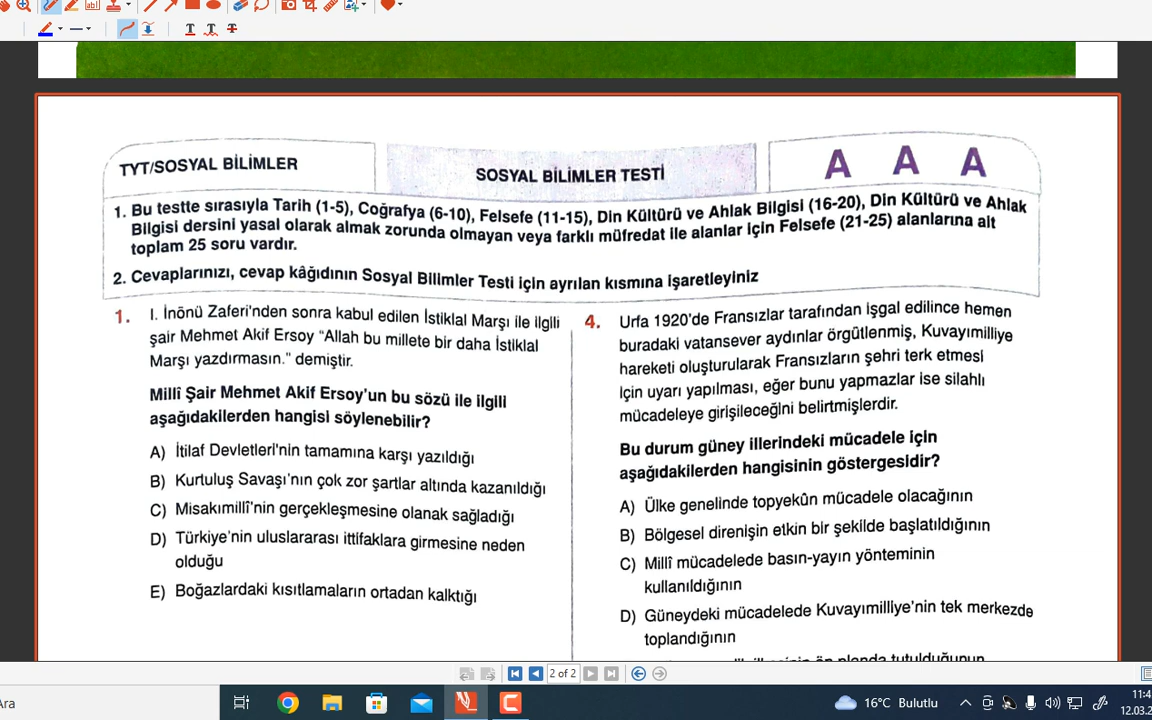 TYT/SOSYAL BİLİMLER
SOSYAL BİLİMLER TESTİ
A A A
1. Bu testte sırasıyla Tarih (1-5), Coğrafya (6-10), Felsefe (11-15), Din Kültürü ve Ahlak Bilgisi (16-20), Din Kültürü ve Ahlak
Bilgisi dersini yasal olarak almak zorunda olmayan veya farklı müfredat ile alanlar için Felsefe (21-25) alanlarına ait
toplam 25 soru vardır.
2. Cevaplarınızı, cevap kâğıdının Sosyal Bilimler Testi için ayrılan kısmına işaretleyiniz
1. I. İnönü Zaferi'nden sonra kabul edilen İstiklal Marşı ile ilgili
şair Mehmet Akif Ersoy “Allah bu millete bir daha İstiklal
Marşı yazdırmasın.” demiştir.
Millî Şair Mehmet Akif Ersoy'un bu sözü ile ilgili
aşağıdakilerden hangisi söylenebilir?
A) İtilaf Devletleri'nin tamamına karşı yazıldığı
B) Kurtuluş Savaşı'nın çok zor şartlar altında kazanıldığı
C) Misakımillî'nin gerçekleşmesine olanak sağladığı
D) Türkiye'nin uluslararası ittifaklara girmesine neden
olduğu
E) Boğazlardaki kısıtlamaların ortadan kalktığı
4. Urfa 1920'de Fransızlar tarafından işgal edilince hemen
buradaki vatansever aydınlar örgütlenmiş, Kuvayımilliye
hareketi oluşturularak Fransızların şehri terk etmesi
için uyarı yapılması, eğer bunu yapmazlar ise silahlı
mücadeleye girişileceğini belirtmişlerdir.
Bu durum güney illerindeki mücadele için
aşağıdakilerden hangisinin göstergesidir?
A) Ülke genelinde topyekûn mücadele olacağının
B) Bölgesel direnişin etkin bir şekilde başlatıldığının
C) Millî mücadelede basın-yayın yönteminin
kullanıldığının
D) Güneydeki mücadelede Kuvayımilliye'nin tek merkezde
toplandığının
ön planda tutulduğunun
2 of 2
Ara
16°C Bulutlu
11:4
12.03.2